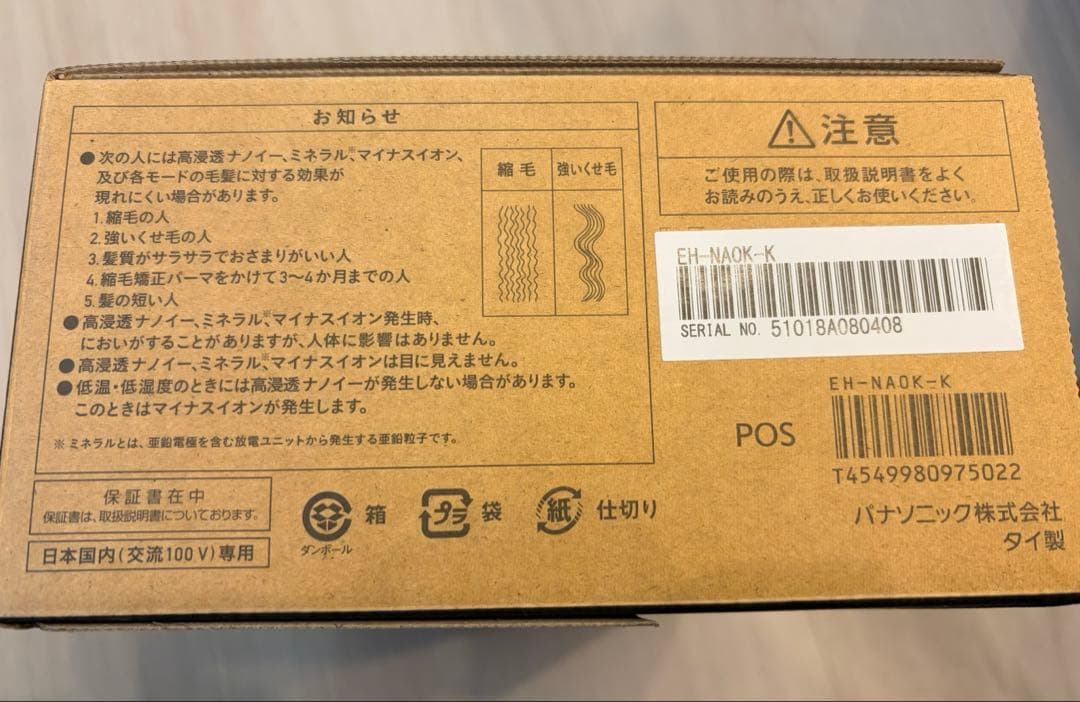 お知らせ
●次の人には高浸透ナノイー、ミネラル※マイナスイオン、
及び各モードの毛髪に対する効果が
現れにくい場合があります。
1.縮毛の人
2.強いくせ毛の人
3.髪質がサラサラでおさまりがいい人
4.縮毛矯正パーマをかけて3〜4か月までの人
5.髪の短い人
縮毛
強いくせ毛
●高浸透ナノイー、ミネラル※マイナスイオン発生時、
においがすることがありますが、人体に影響はありません。
●高浸透ナノイー、ミネラル※マイナスイオンは目に見えません。
●低温・低湿度のときには高浸透ナノイーが発生しない場合があります。
このときはマイナスイオンが発生します。
※ミネラルとは、亜鉛電極を含む放電ユニットから発生する亜鉛粒子です。
注意
ご使用の際は、取扱説明書をよく
お読みのうえ、正しくお使いください。
EH-NA0K-K
SERIAL NO. 51018A080408
EH-NA0K-K
POS
T4549980975022
パナソニック株式会社
タイ製
保証書在中
保証書は、取扱説明書についております。
日本国内(交流100V)専用
ダンボール
箱
プラ
袋
紙
仕切り